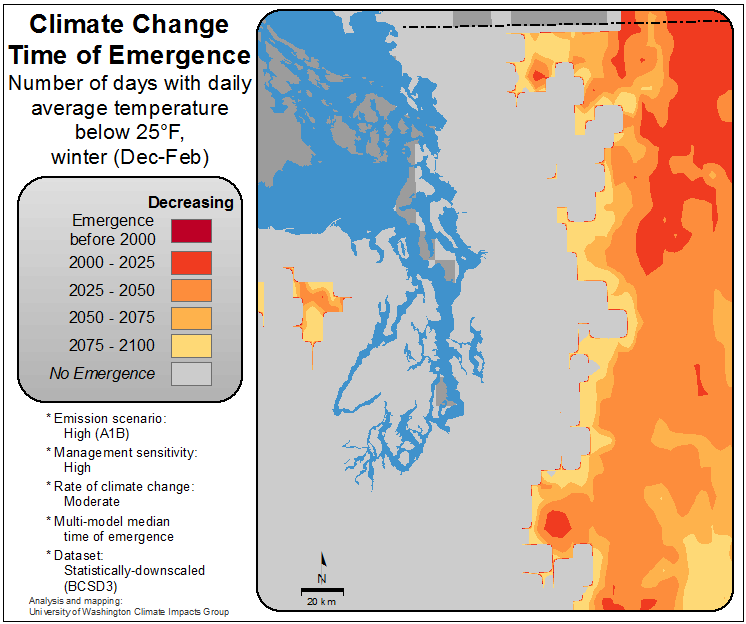 Climate Change
Time of Emergence
Number of days with daily
average temperature
below 25°F,
winter (Dec-Feb)
Decreasing
Emergence
before 2000
2000 - 2025
2025 - 2050
2050 - 2075
2075 - 2100
No Emergence
* Emission scenario:
High (A1B)
* Management sensitivity:
High
* Rate of climate change:
Moderate
* Multi-model median
time of emergence
* Dataset:
Statistically-downscaled
(BCSD3)
Analysis and mapping:
University of Washington Climate Impacts Group
N
20 km